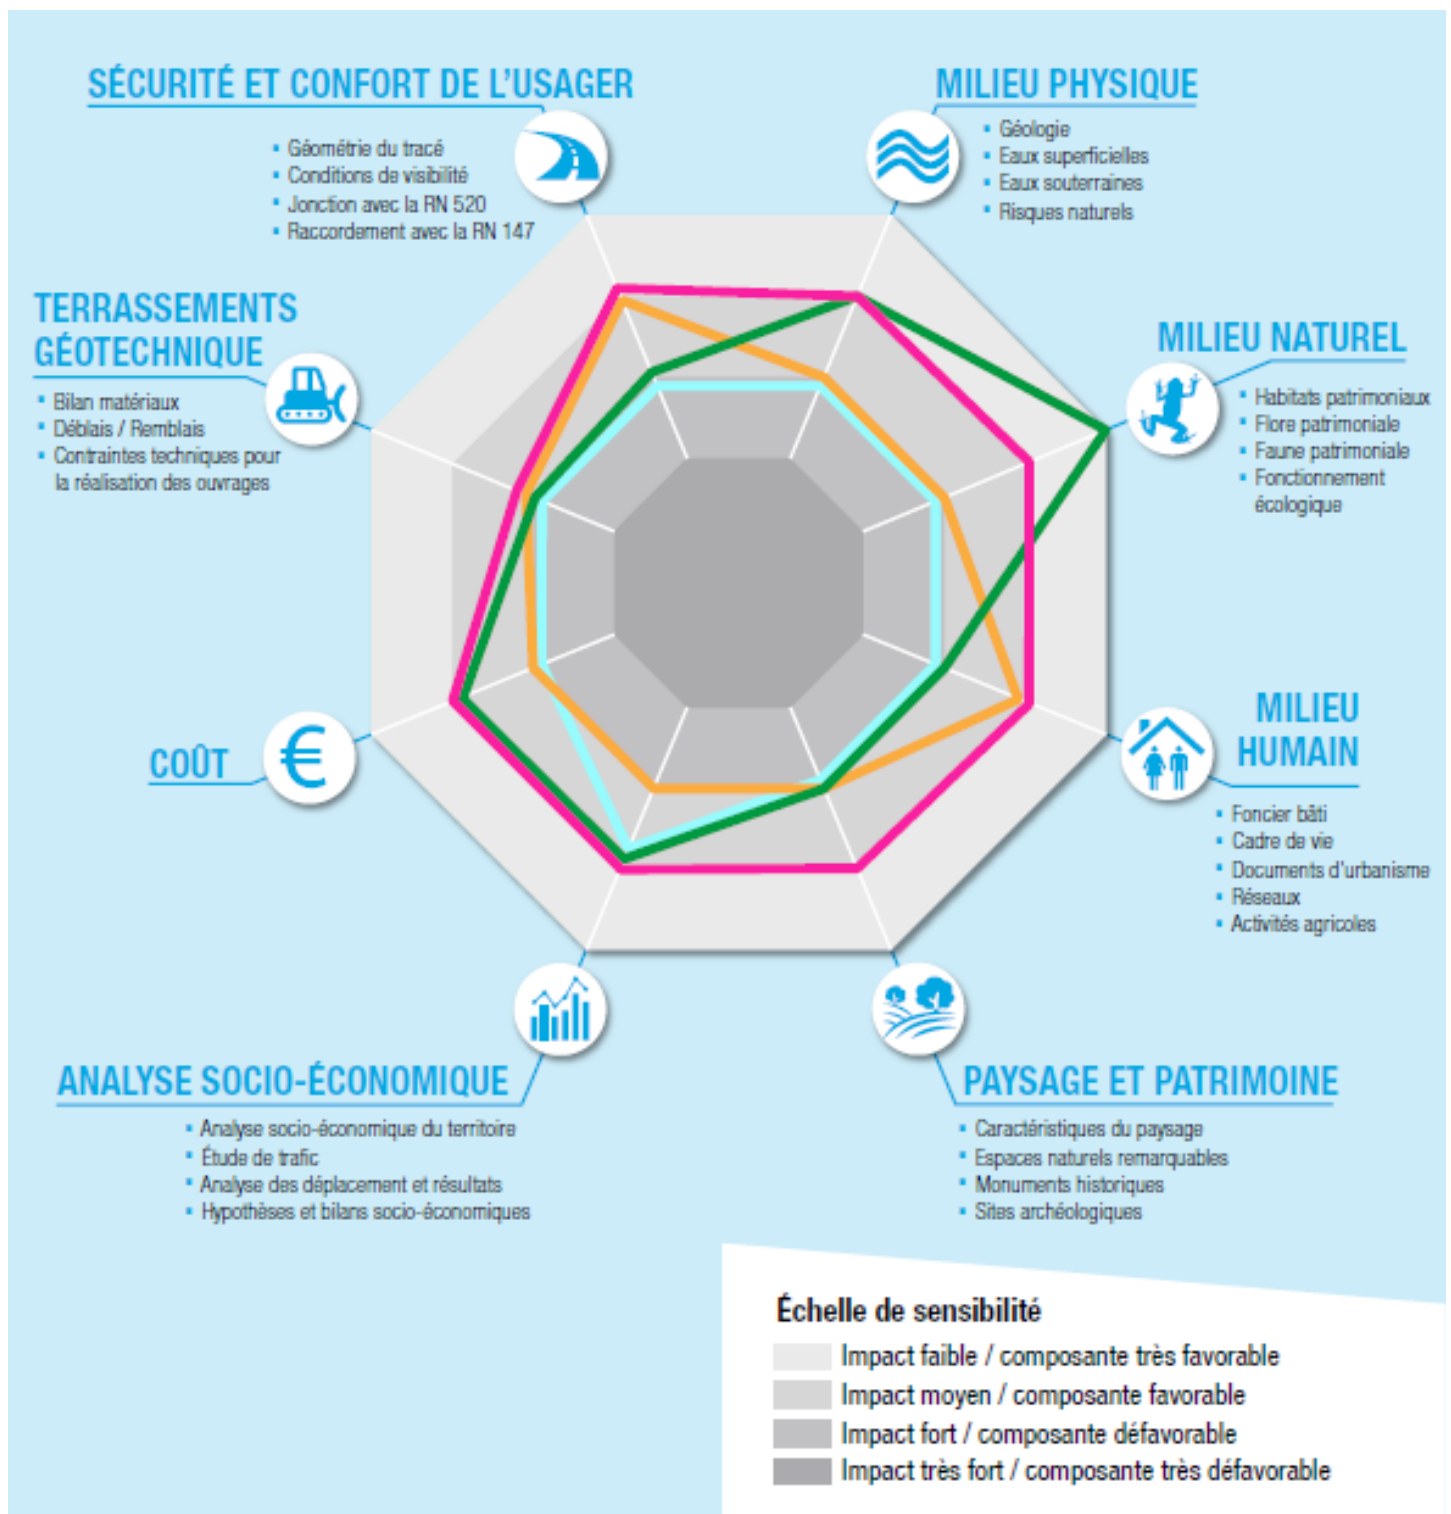 SÉCURITÉ ET CONFORT DE L'USAGER
▪ Géométrie du tracé
▪ Conditions de visibilité
▪ Jonction avec la RN 520
▪ Raccordement avec la RN 147
MILIEU PHYSIQUE
▪ Géologie
▪ Eaux superficielles
▪ Eaux souterraines
▪ Risques naturels
TERRASSEMENTS
GÉOTECHNIQUE
▪ Bilan matériaux
▪ Déblais / Remblais
▪ Contraintes techniques pour
la réalisation des ouvrages
MILIEU NATUREL
▪ Habitats patrimoniaux
▪ Flore patrimoniale
▪ Faune patrimoniale
▪ Fonctionnement
écologique
COÛT
€
MILIEU
HUMAIN
▪ Foncier bâti
▪ Cadre de vie
▪ Documents d'urbanisme
▪ Réseaux
▪ Activités agricoles
ANALYSE SOCIO-ÉCONOMIQUE
▪ Analyse socio-économique du territoire
▪ Étude de trafic
▪ Analyse des déplacement et résultats
▪ Hypothèses et bilans socio-économiques
PAYSAGE ET PATRIMOINE
▪ Caractéristiques du paysage
▪ Espaces naturels remarquables
▪ Monuments historiques
▪ Sites archéologiques
Échelle de sensibilité
Impact faible / composante très favorable
Impact moyen / composante favorable
Impact fort / composante défavorable
Impact très fort / composante très défavorable